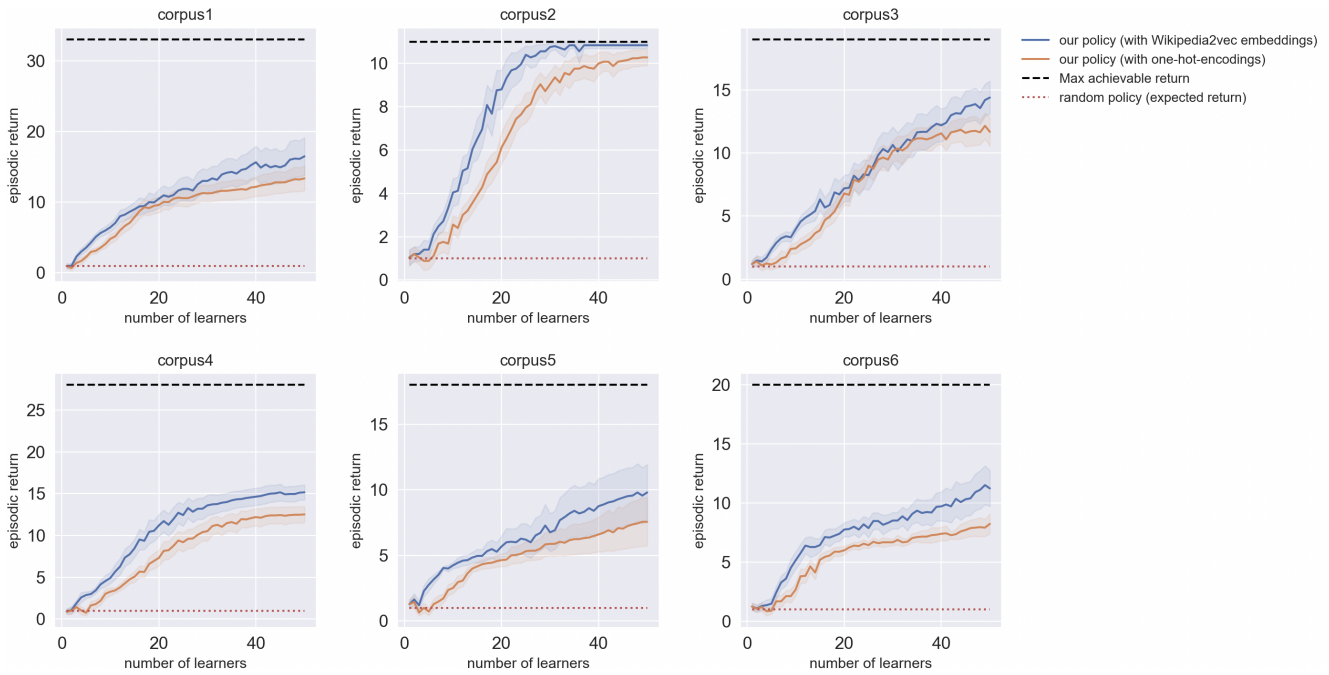 corpus1
corpus2
corpus3
30
20
10
0
episodic return
0
20
40
number of learners
10
8
6
4
2
0
episodic return
0
20
40
number of learners
15
10
5
0
episodic return
0
20
40
number of learners
our policy (with Wikipedia2vec embeddings)
our policy (with one-hot-encodings)
Max achievable return
random policy (expected return)
corpus4
corpus5
corpus6
25
20
15
10
5
0
episodic return
0
20
40
number of learners
15
10
5
0
episodic return
0
20
40
number of learners
20
15
10
5
0
episodic return
0
20
40
number of learners